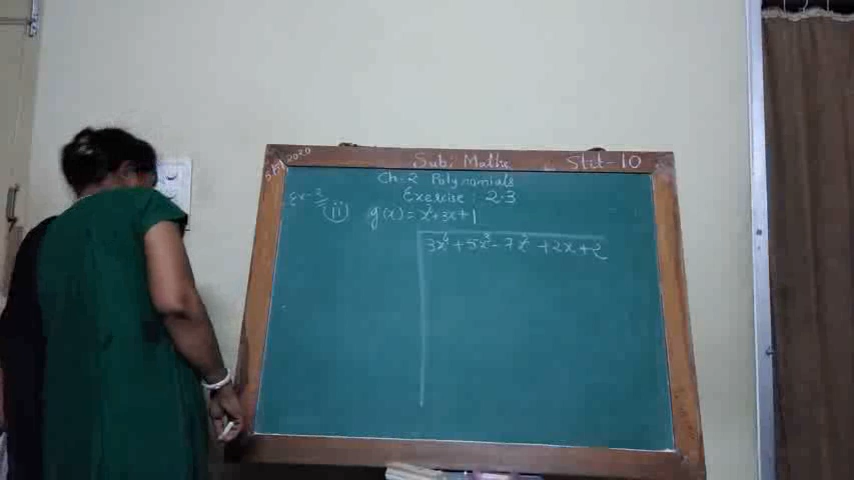 2020
Sub: Maths
Std-10
Ch-2 Polynomials
Exercise : 2.3
(ii) g(x) = x²+3x+1
3x⁴+5x³-7x²+2x+2